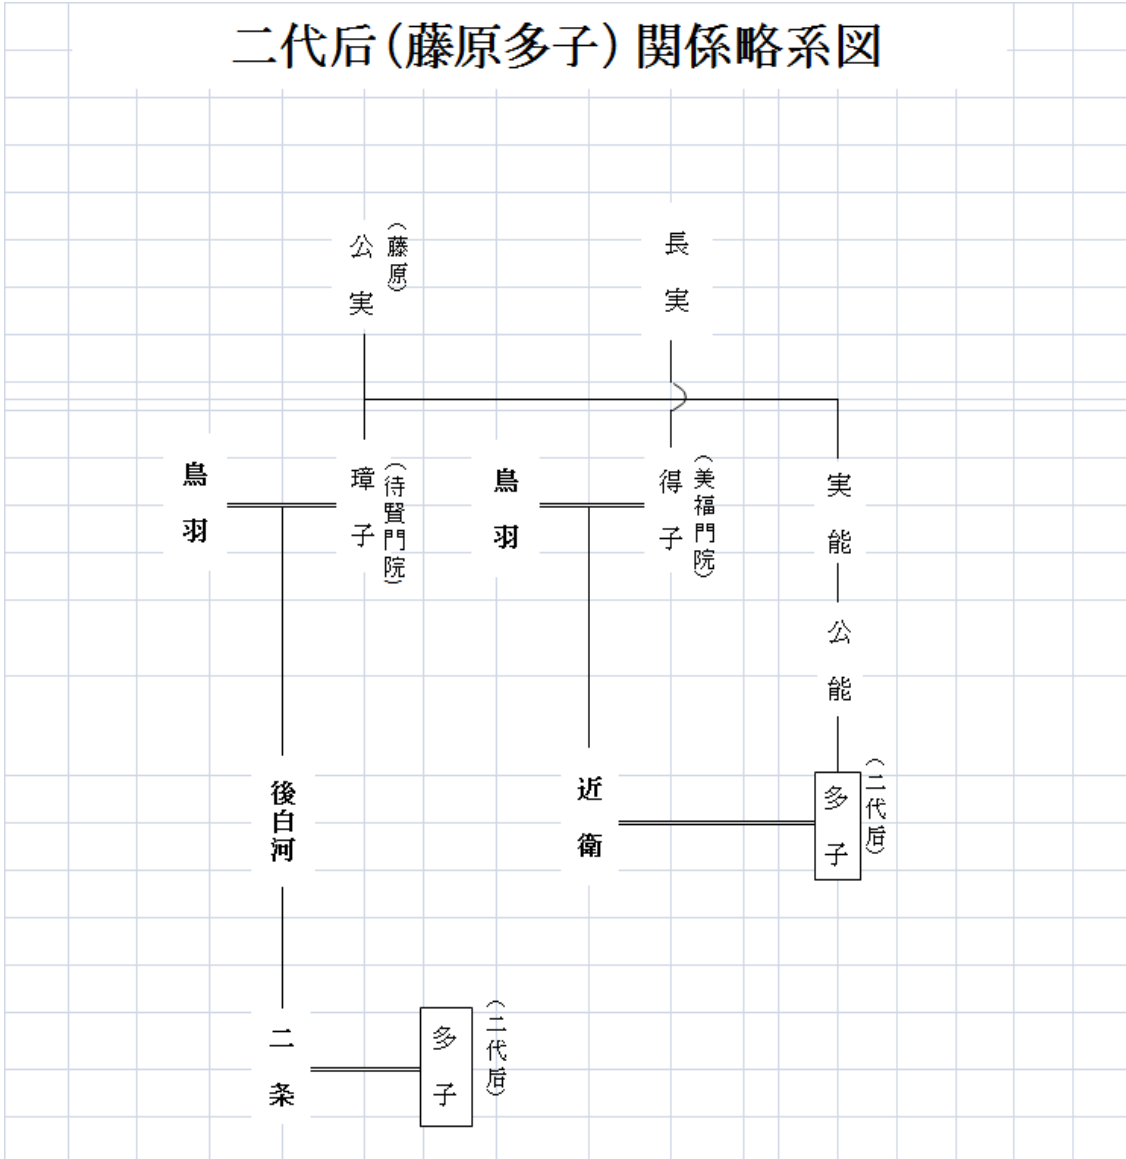 二代后(藤原多子)関係略系図
公実
(藤原)
長実
鳥羽
璋子
(待賢門院)
鳥羽
得子
(美福門院)
実能
公能
後白河
近衛
多子
(二代后)
二条
多子
(二代后)